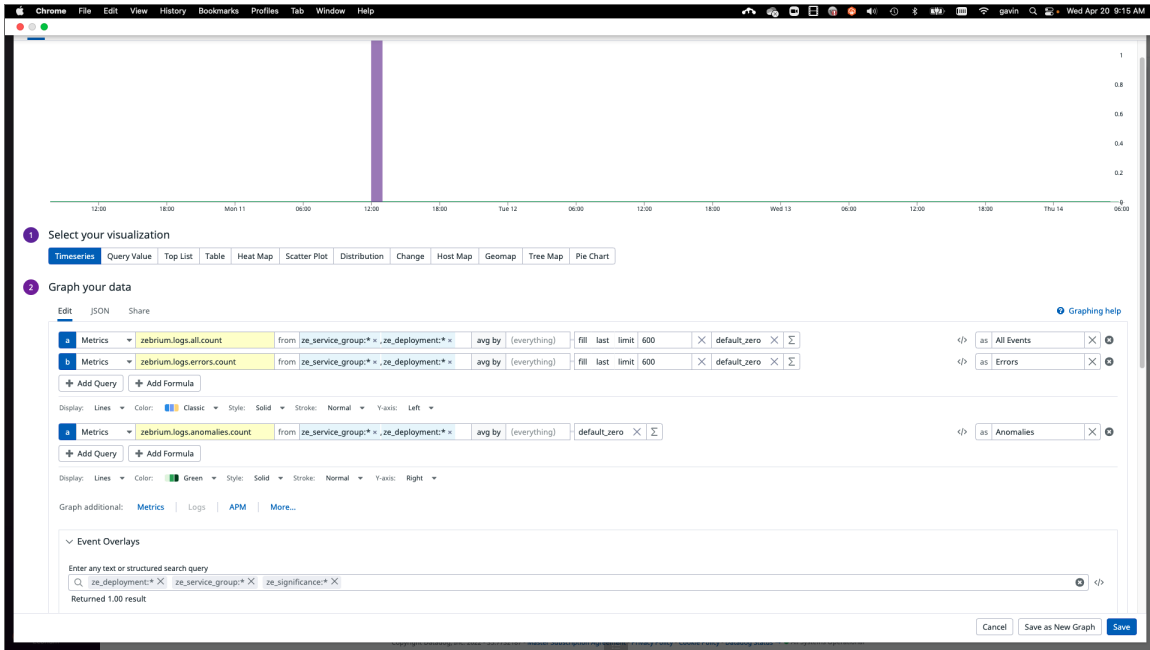 Chrome File Edit View History Bookmarks Profiles Tab Window Help gavin Wed Apr 20 9:15 AM
1
0.8
0.6
0.4
0.2
0
12:00 18:00 Mon 11 06:00 12:00 18:00 Tue 12 06:00 12:00 18:00 Wed 13 06:00 12:00 18:00 Thu 14 06:00
1 Select your visualization
Timeseries Query Value Top List Table Heat Map Scatter Plot Distribution Change Host Map Geomap Tree Map Pie Chart
2 Graph your data
Edit JSON Share Graphing help
a Metrics zebrium.logs.all.count from ze_service_group:* × , ze_deployment:* × avg by (everything) fill last limit 600 default_zero Σ </> as All Events
b Metrics zebrium.logs.errors.count from ze_service_group:* × , ze_deployment:* × avg by (everything) fill last limit 600 default_zero Σ </> as Errors
+ Add Query + Add Formula
Display: Lines Color: Classic Style: Solid Stroke: Normal Y-axis: Left
a Metrics zebrium.logs.anomalies.count from ze_service_group:* × , ze_deployment:* × avg by (everything) default_zero Σ </> as Anomalies
+ Add Query + Add Formula
Display: Lines Color: Green Style: Solid Stroke: Normal Y-axis: Right
Graph additional: Metrics Logs APM More...
Event Overlays
Enter any text or structured search query
ze_deployment:* ze_service_group:* ze_significance:* </>
Returned 1.00 result
Cancel Save as New Graph Save